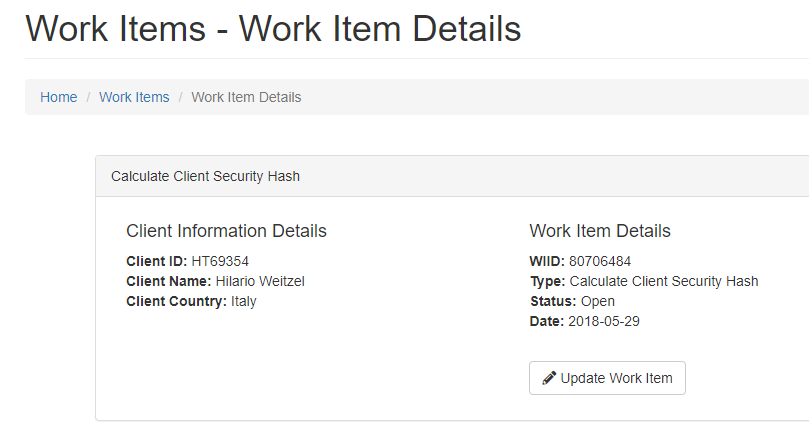 Work Items - Work Item Details
Home / Work Items / Work Item Details
Calculate Client Security Hash
Client Information Details
Client ID: HT69354
Client Name: Hilario Weitzel
Client Country: Italy
Work Item Details
WIID: 80706484
Type: Calculate Client Security Hash
Status: Open
Date: 2018-05-29
Update Work Item